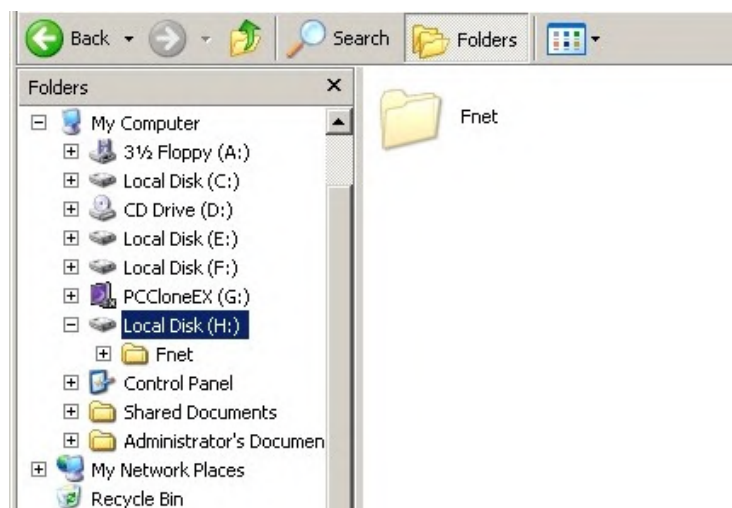 Back Search Folders
Folders
My Computer
3½ Floppy (A:)
Local Disk (C:)
CD Drive (D:)
Local Disk (E:)
Local Disk (F:)
PCCloneEX (G:)
Local Disk (H:)
Fnet
Control Panel
Shared Documents
Administrator's Documen
My Network Places
Recycle Bin
Fnet